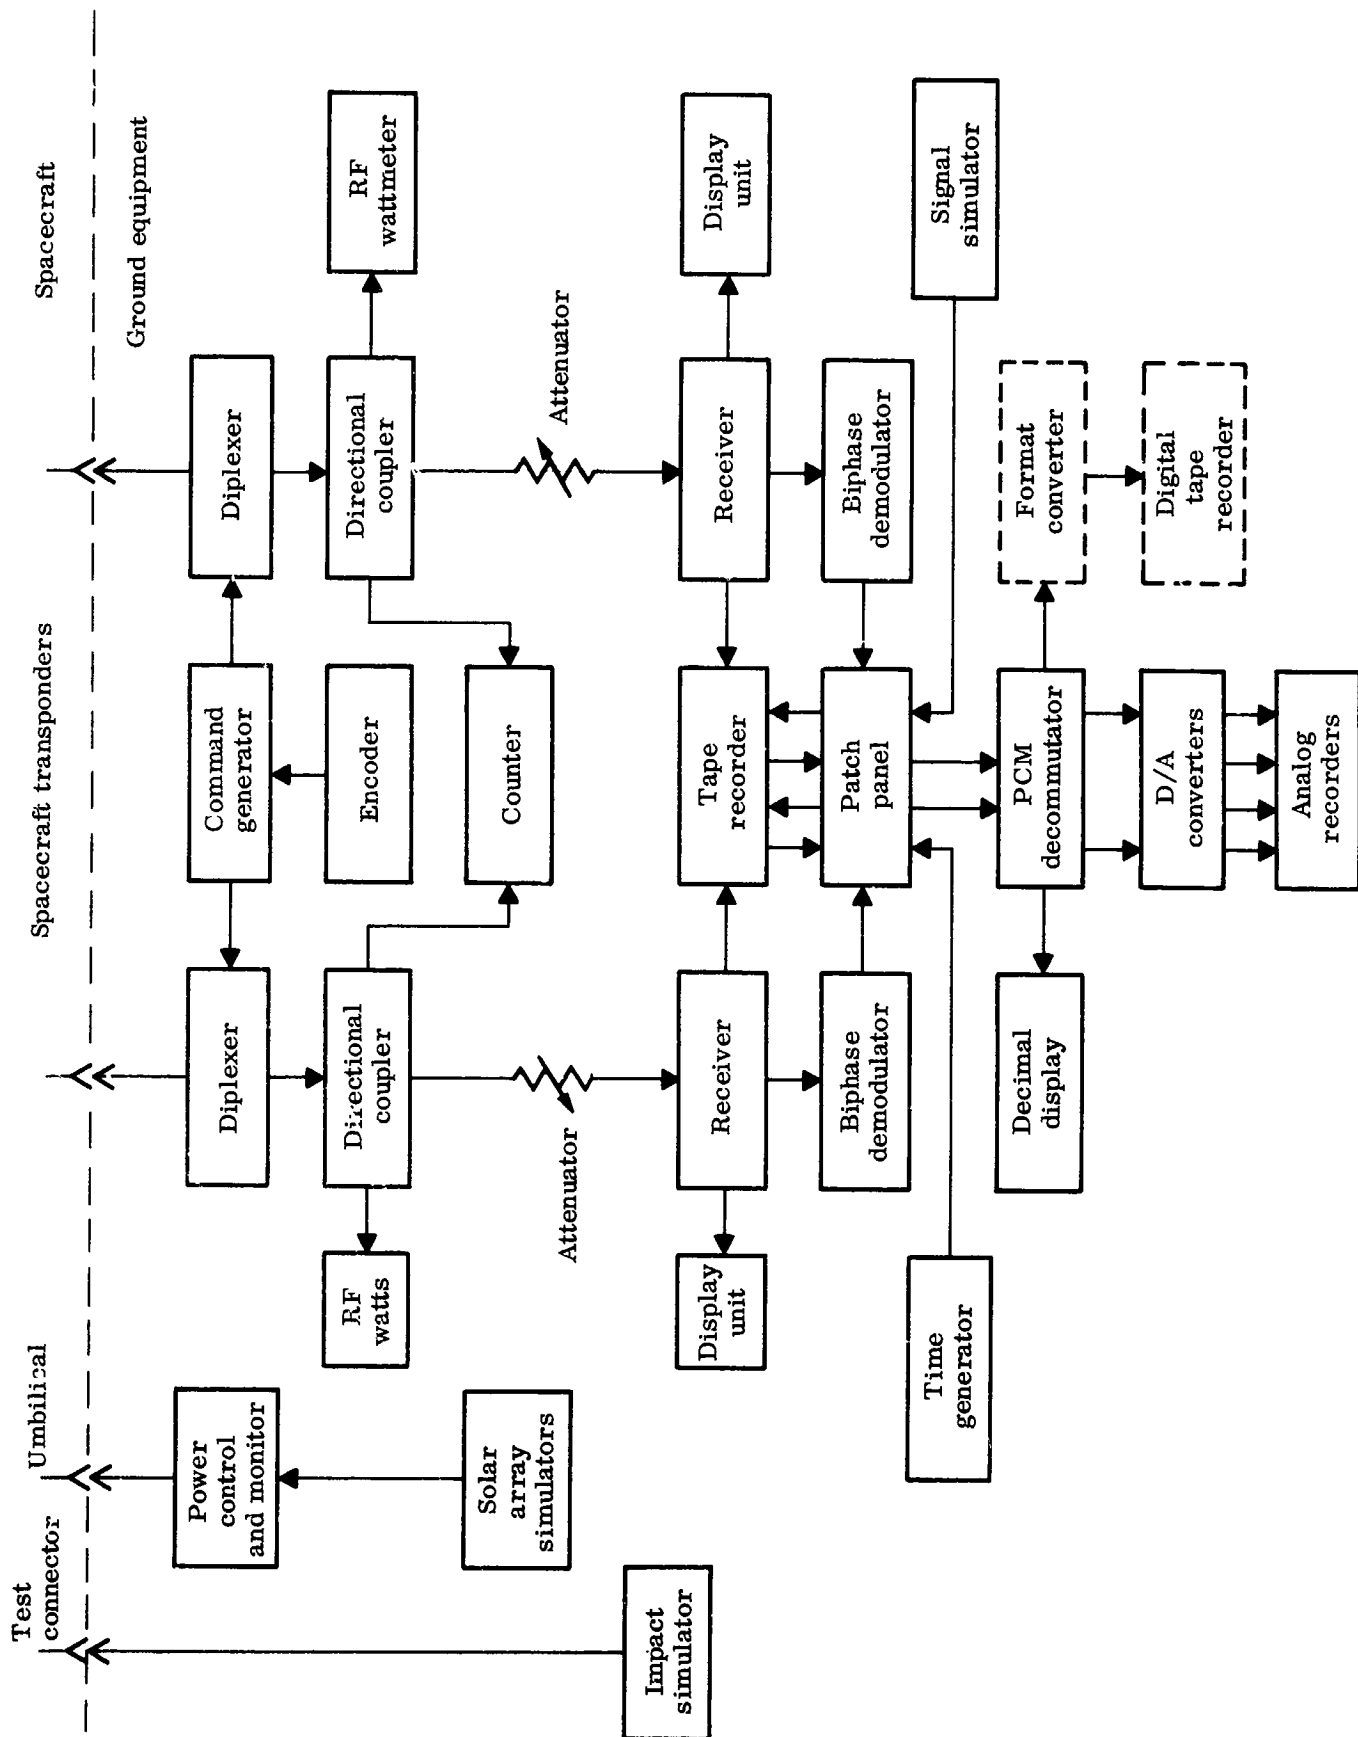 Spacecraft
Ground equipment
Test
connector
Umbilical
Spacecraft transponders
Power
control
and monitor
Diplexer
Command
generator
Diplexer
RF
watts
Directional
coupler
Encoder
Directional
coupler
RF
wattmeter
Solar
array
simulators
Counter
Attenuator
Attenuator
Impact
simulator
Display
unit
Receiver
Tape
recorder
Receiver
Display
unit
Biphase
demodulator
Patch
panel
Biphase
demodulator
Time
generator
Signal
simulator
Decimal
display
PCM
decommutator
Format
converter
D/A
converters
Digital
tape
recorder
Analog
recorders